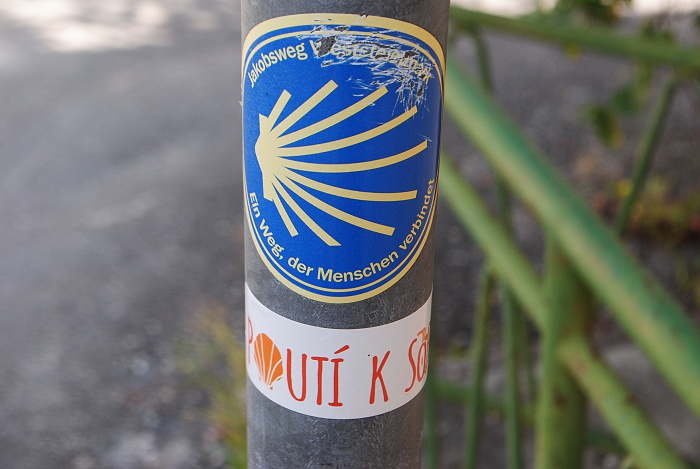 Jakobsweg
Ein Weg, der Menschen verbindet
POUTÍ K